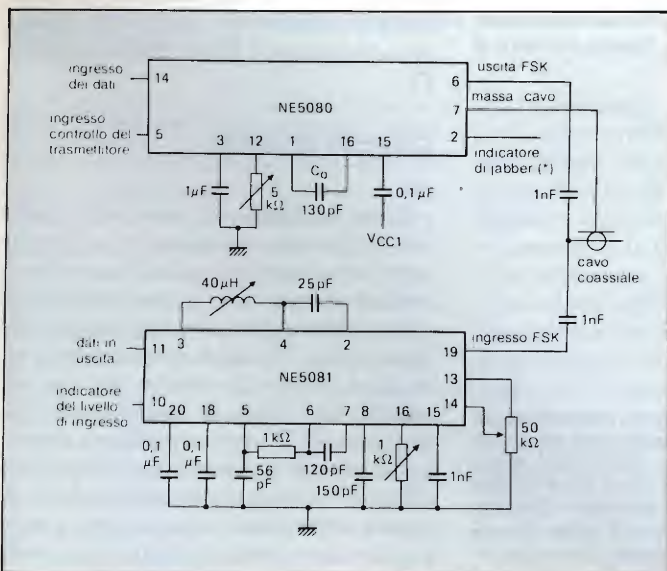 ingresso
dei dati
14
NE5080
uscita FSK
6
massa cavo
7
2
indicatore
di jabber (*)
ingresso
controllo del
trasmettitore
5
3
12
1
16
15
1µF
5
kΩ
C₀
130pF
0,1µF
VCC1
1nF
cavo
coassiale
1nF
40µH
25pF
3
4
2
dati in
uscita
11
NE5081
ingresso FSK
19
13
14
50
kΩ
indicatore
del livello
di ingresso
10
20
18
5
6
7
8
16
15
0,1
µF
0,1
µF
1kΩ
56
pF
120pF
150pF
1
kΩ
1nF